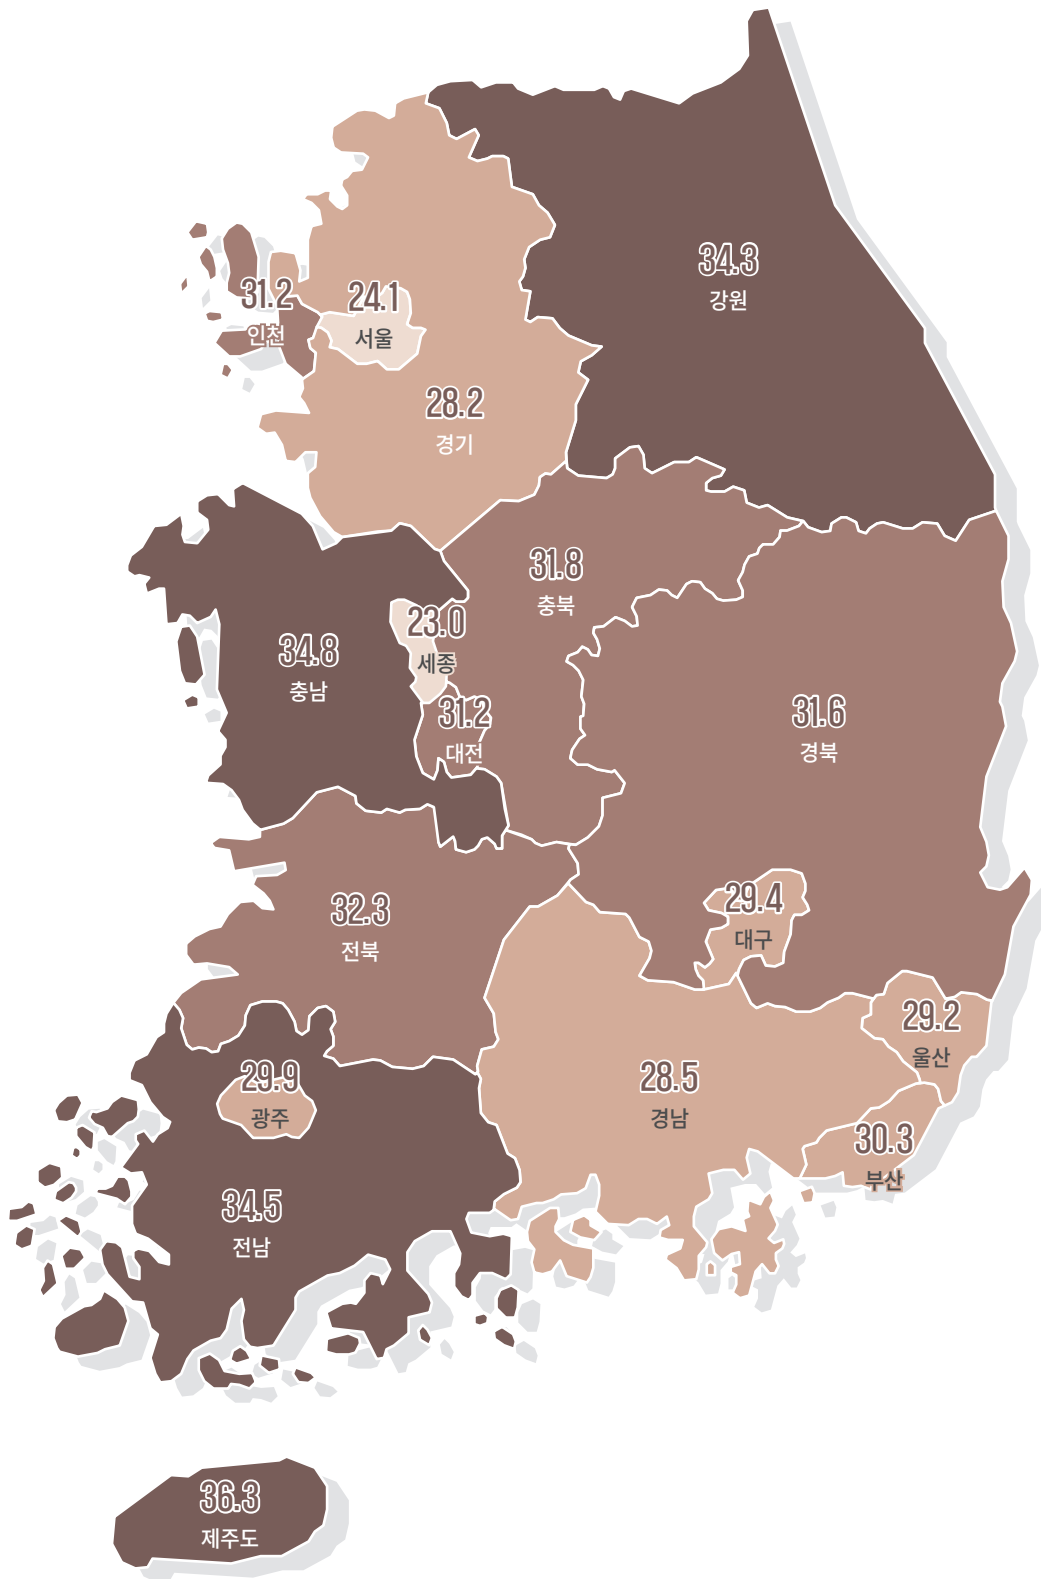 34.3
강원
31.2
인천
24.1
서울
28.2
경기
31.8
충북
23.0
세종
34.8
충남
31.2
대전
31.6
경북
32.3
전북
29.4
대구
29.2
울산
29.9
광주
28.5
경남
30.3
부산
34.5
전남
36.3
제주도